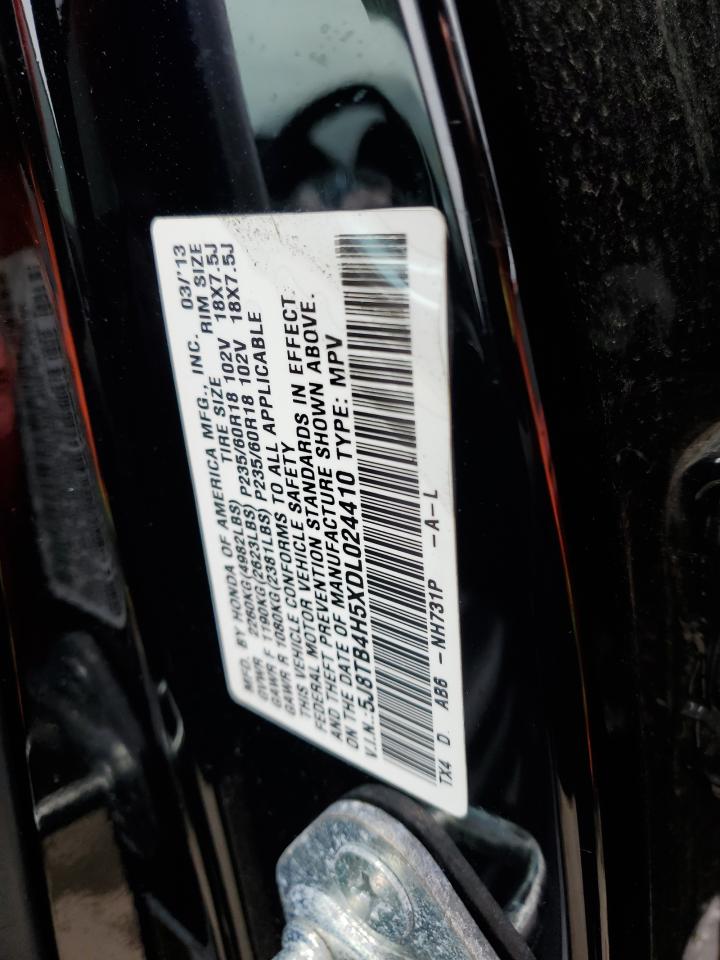 MFD. BY HONDA OF AMERICA MFG., INC. 03/'13
GVWR 2260KG(4982LBS) TIRE SIZE RIM SIZE
GAWR F 1190KG(2623LBS) P235/60R18 102V 18X7.5J
GAWR R 1080KG(2381LBS) P235/60R18 102V 18X7.5J
THIS VEHICLE CONFORMS TO ALL APPLICABLE
FEDERAL MOTOR VEHICLE SAFETY
AND THEFT PREVENTION STANDARDS IN EFFECT
ON THE DATE OF MANUFACTURE SHOWN ABOVE.
V.I.N.:5J8TB4H5XDL024410 TYPE: MPV
TX4 D. AB6 -NH731P -A-L